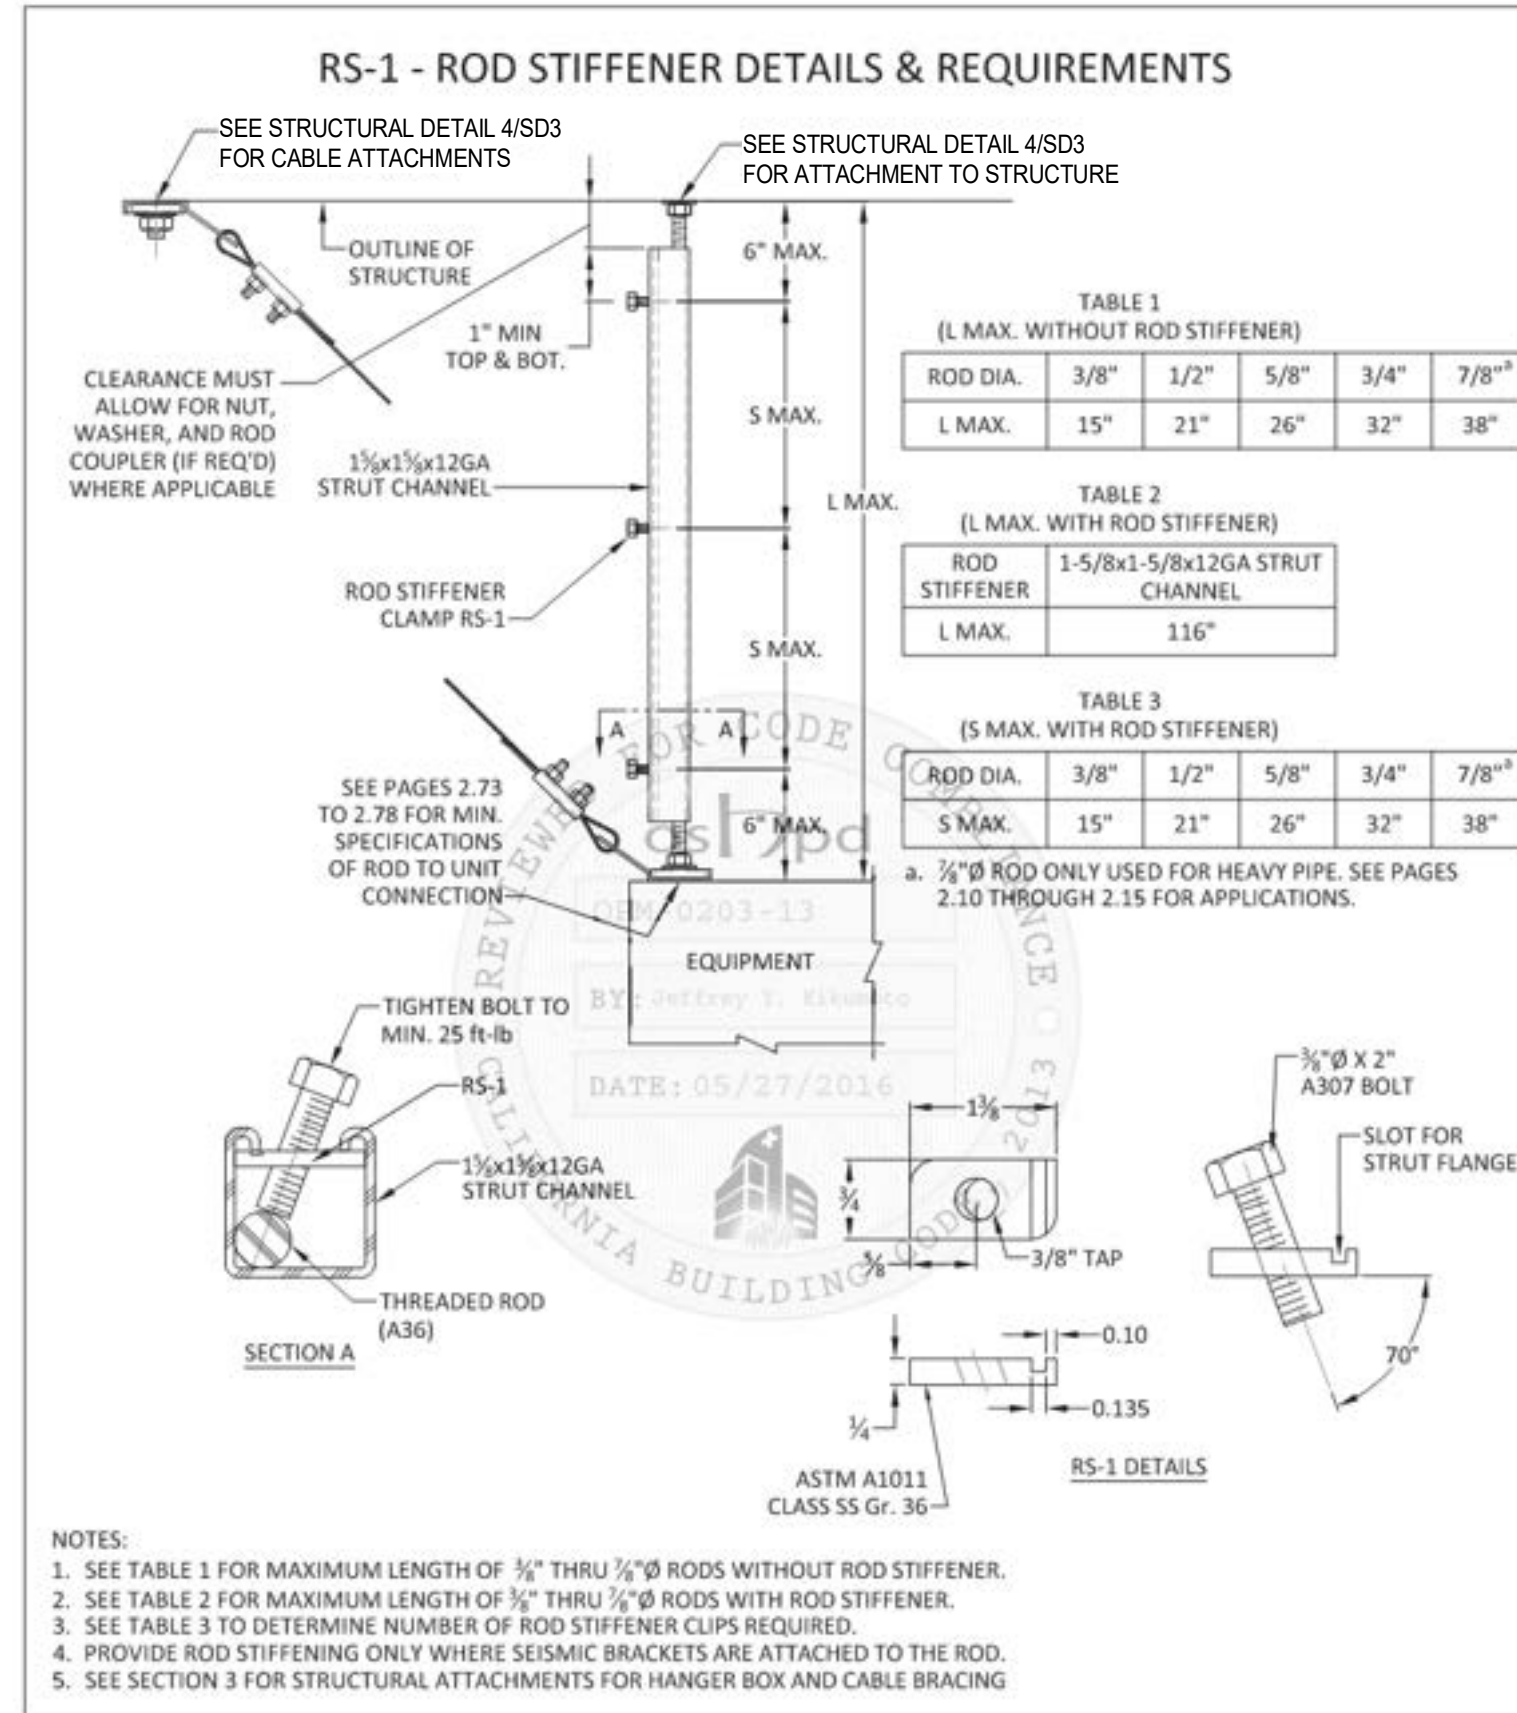 RS-1 - ROD STIFFENER DETAILS & REQUIREMENTS
SEE STRUCTURAL DETAIL 4/SD3
FOR CABLE ATTACHMENTS
SEE STRUCTURAL DETAIL 4/SD3
FOR ATTACHMENT TO STRUCTURE
OUTLINE OF
STRUCTURE
6" MAX.
1" MIN
TOP & BOT.
CLEARANCE MUST
ALLOW FOR NUT,
WASHER, AND ROD
COUPLER (IF REQ'D)
WHERE APPLICABLE
S MAX.
1⅝x1⅝x12GA
STRUT CHANNEL
L MAX.
ROD STIFFENER
CLAMP RS-1
S MAX.
A A
SEE PAGES 2.73
TO 2.78 FOR MIN.
SPECIFICATIONS
OF ROD TO UNIT
CONNECTION
6" MAX.
EQUIPMENT
TABLE 1
(L MAX. WITHOUT ROD STIFFENER)
ROD DIA. 3/8" 1/2" 5/8" 3/4" 7/8"ᵃ
L MAX. 15" 21" 26" 32" 38"
TABLE 2
(L MAX. WITH ROD STIFFENER)
ROD
STIFFENER
1-5/8x1-5/8x12GA STRUT
CHANNEL
L MAX. 116"
TABLE 3
(S MAX. WITH ROD STIFFENER)
ROD DIA. 3/8" 1/2" 5/8" 3/4" 7/8"ᵃ
S MAX. 15" 21" 26" 32" 38"
a. ⅞"Ø ROD ONLY USED FOR HEAVY PIPE. SEE PAGES
2.10 THROUGH 2.15 FOR APPLICATIONS.
REVIEWED FOR CODE COMPLIANCE
CALIFORNIA BUILDING CODE 2013
oshpd
OPM-0203-13
BY: Jeffrey Y. Kikumoto
DATE: 05/27/2016
TIGHTEN BOLT TO
MIN. 25 ft-lb
RS-1
1⅝x1⅝x12GA
STRUT CHANNEL
THREADED ROD
(A36)
SECTION A
1⅜
¾
⅝
3/8" TAP
0.10
0.135
¼
ASTM A1011
CLASS SS Gr. 36
⅜"Ø X 2"
A307 BOLT
SLOT FOR
STRUT FLANGE
70°
RS-1 DETAILS
NOTES:
1. SEE TABLE 1 FOR MAXIMUM LENGTH OF ⅜" THRU ⅞"Ø RODS WITHOUT ROD STIFFENER.
2. SEE TABLE 2 FOR MAXIMUM LENGTH OF ⅜" THRU ⅞"Ø RODS WITH ROD STIFFENER.
3. SEE TABLE 3 TO DETERMINE NUMBER OF ROD STIFFENER CLIPS REQUIRED.
4. PROVIDE ROD STIFFENING ONLY WHERE SEISMIC BRACKETS ARE ATTACHED TO THE ROD.
5. SEE SECTION 3 FOR STRUCTURAL ATTACHMENTS FOR HANGER BOX AND CABLE BRACING